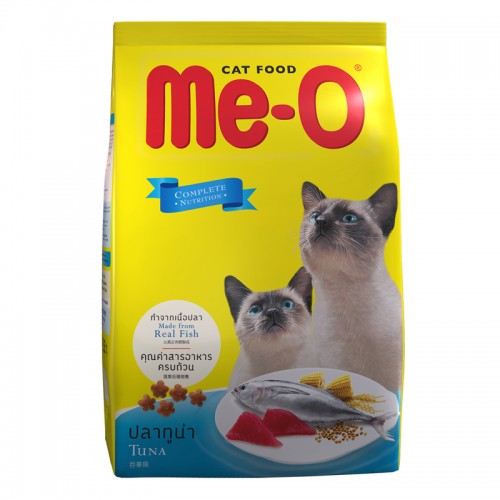 CAT FOOD
Me-O®
COMPLETE
• NUTRITION •
ทำจากเนื้อปลา
Made from
Real Fish
คุณค่าสารอาหาร
ครบถ้วน
ปลาทูน่า
TUNA